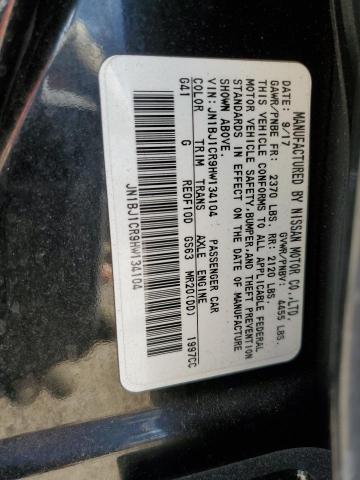 MANUFACTURED BY NISSAN MOTOR CO.,LTD.
9/17 GVWR/PNBV: 4455 LBS.
GAWR/PNBE FR: 2370 LBS. RR: 2120 LBS.
THIS VEHICLE CONFORMS TO ALL APPLICABLE FEDERAL
MOTOR VEHICLE SAFETY,BUMPER,AND THEFT PREVENTION
STANDARDS IN EFFECT ON THE DATE OF MANUFACTURE
SHOWN ABOVE.
VIN: JN1BJ1CR9HW134104 PASSENGER CAR
COLOR TRIM TRANS AXLE ENGINE
G41 G RE0F10D GS63 MR20(DD) 1997CC
JN1BJ1CR9HW134104